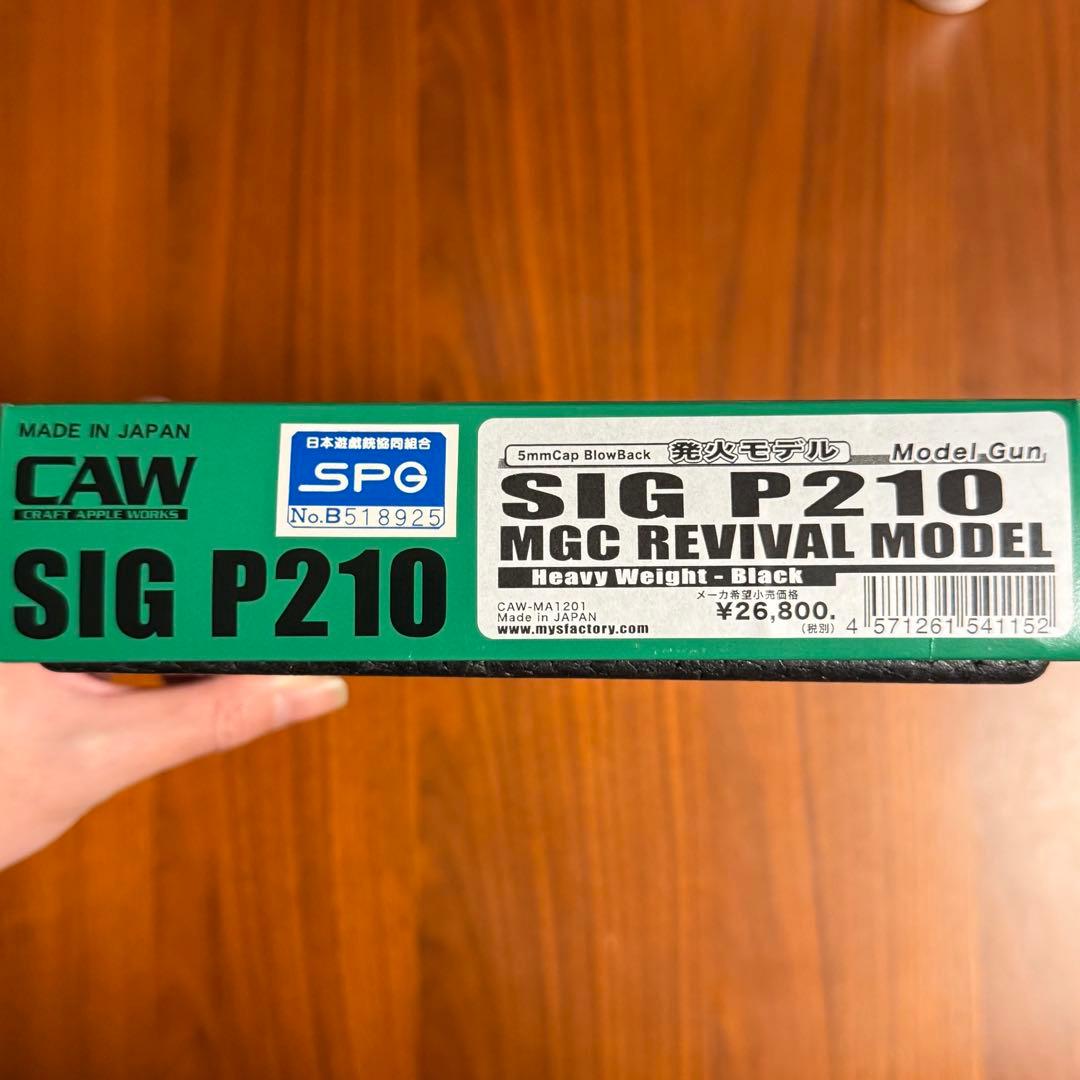 MADE IN JAPAN
CAW
CRAFT APPLE WORKS
SIG P210
日本遊戯銃協同組合
SPG
No.B518925
5mmCap BlowBack 発火モデル Model Gun
SIG P210
MGC REVIVAL MODEL
Heavy Weight - Black
メーカ希望小売価格
CAW-MA1201
Made in JAPAN
www.mysfactory.com
¥26,800.
(税別)
4 571261 541152